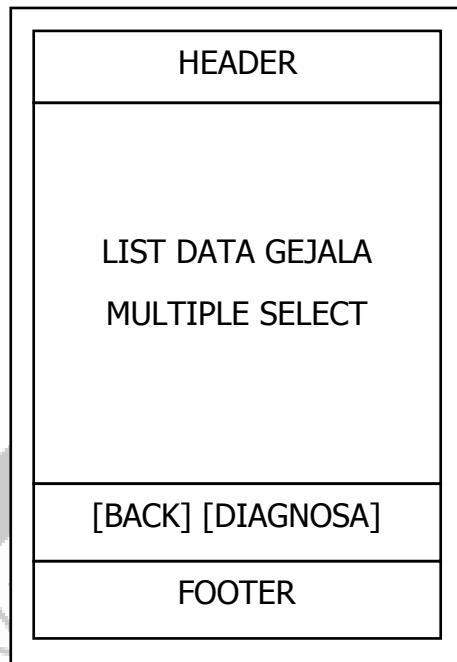 HEADER
LIST DATA GEJALA
MULTIPLE SELECT
[BACK] [DIAGNOSA]
FOOTER